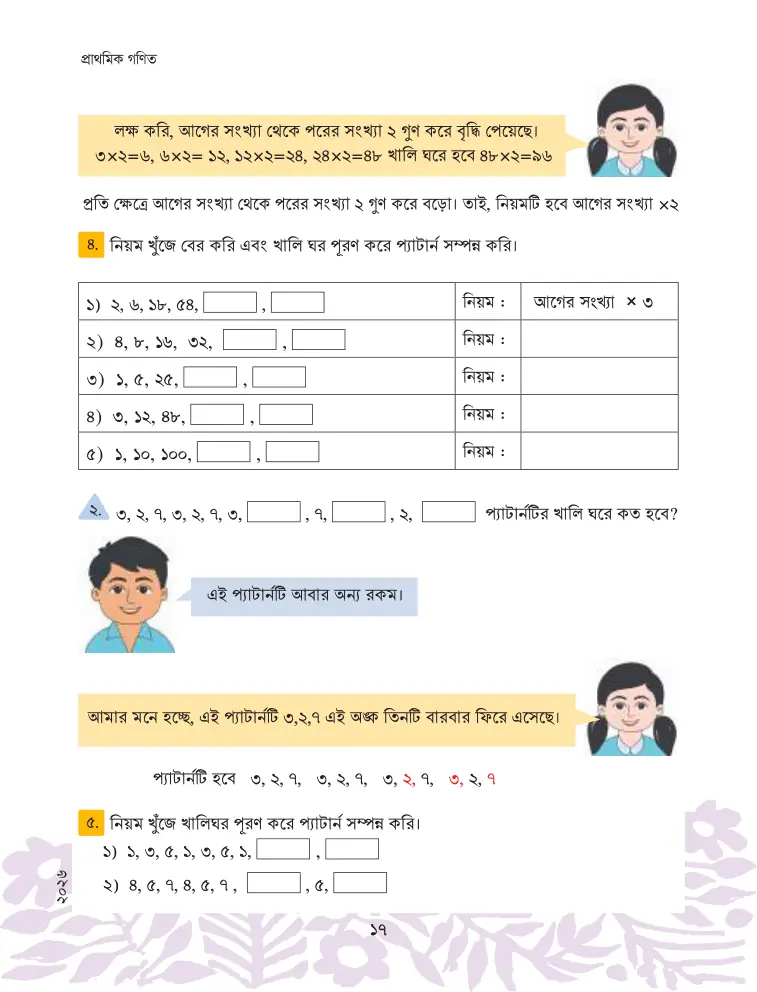 প্রাথমিক গণিত
লক্ষ করি, আগের সংখ্যা থেকে পরের সংখ্যা ২ গুণ করে বৃদ্ধি পেয়েছে।
৩×২=৬, ৬×২= ১২, ১২×২=২৪, ২৪×২=৪৮ খালি ঘরে হবে ৪৮×২=৯৬
প্রতি ক্ষেত্রে আগের সংখ্যা থেকে পরের সংখ্যা ২ গুণ করে বড়ো। তাই, নিয়মটি হবে আগের সংখ্যা ×২
৪. নিয়ম খুঁজে বের করি এবং খালি ঘর পূরণ করে প্যাটার্ন সম্পন্ন করি।
১) ২, ৬, ১৮, ৫৪, , নিয়ম : আগের সংখ্যা × ৩
২) ৪, ৮, ১৬, ৩২, , নিয়ম :
৩) ১, ৫, ২৫, , নিয়ম :
৪) ৩, ১২, ৪৮, , নিয়ম :
৫) ১, ১০, ১০০, , নিয়ম :
২. ৩, ২, ৭, ৩, ২, ৭, ৩, , ৭, , ২, প্যাটার্নটির খালি ঘরে কত হবে?
এই প্যাটার্নটি আবার অন্য রকম।
আমার মনে হচ্ছে, এই প্যাটার্নটি ৩,২,৭ এই অঙ্ক তিনটি বারবার ফিরে এসেছে।
প্যাটার্নটি হবে ৩, ২, ৭, ৩, ২, ৭, ৩, ২, ৭, ৩, ২, ৭
৫. নিয়ম খুঁজে খালিঘর পূরণ করে প্যাটার্ন সম্পন্ন করি।
১) ১, ৩, ৫, ১, ৩, ৫, ১, ,
২) ৪, ৫, ৭, ৪, ৫, ৭ , , ৫,
২০২৬
১৭